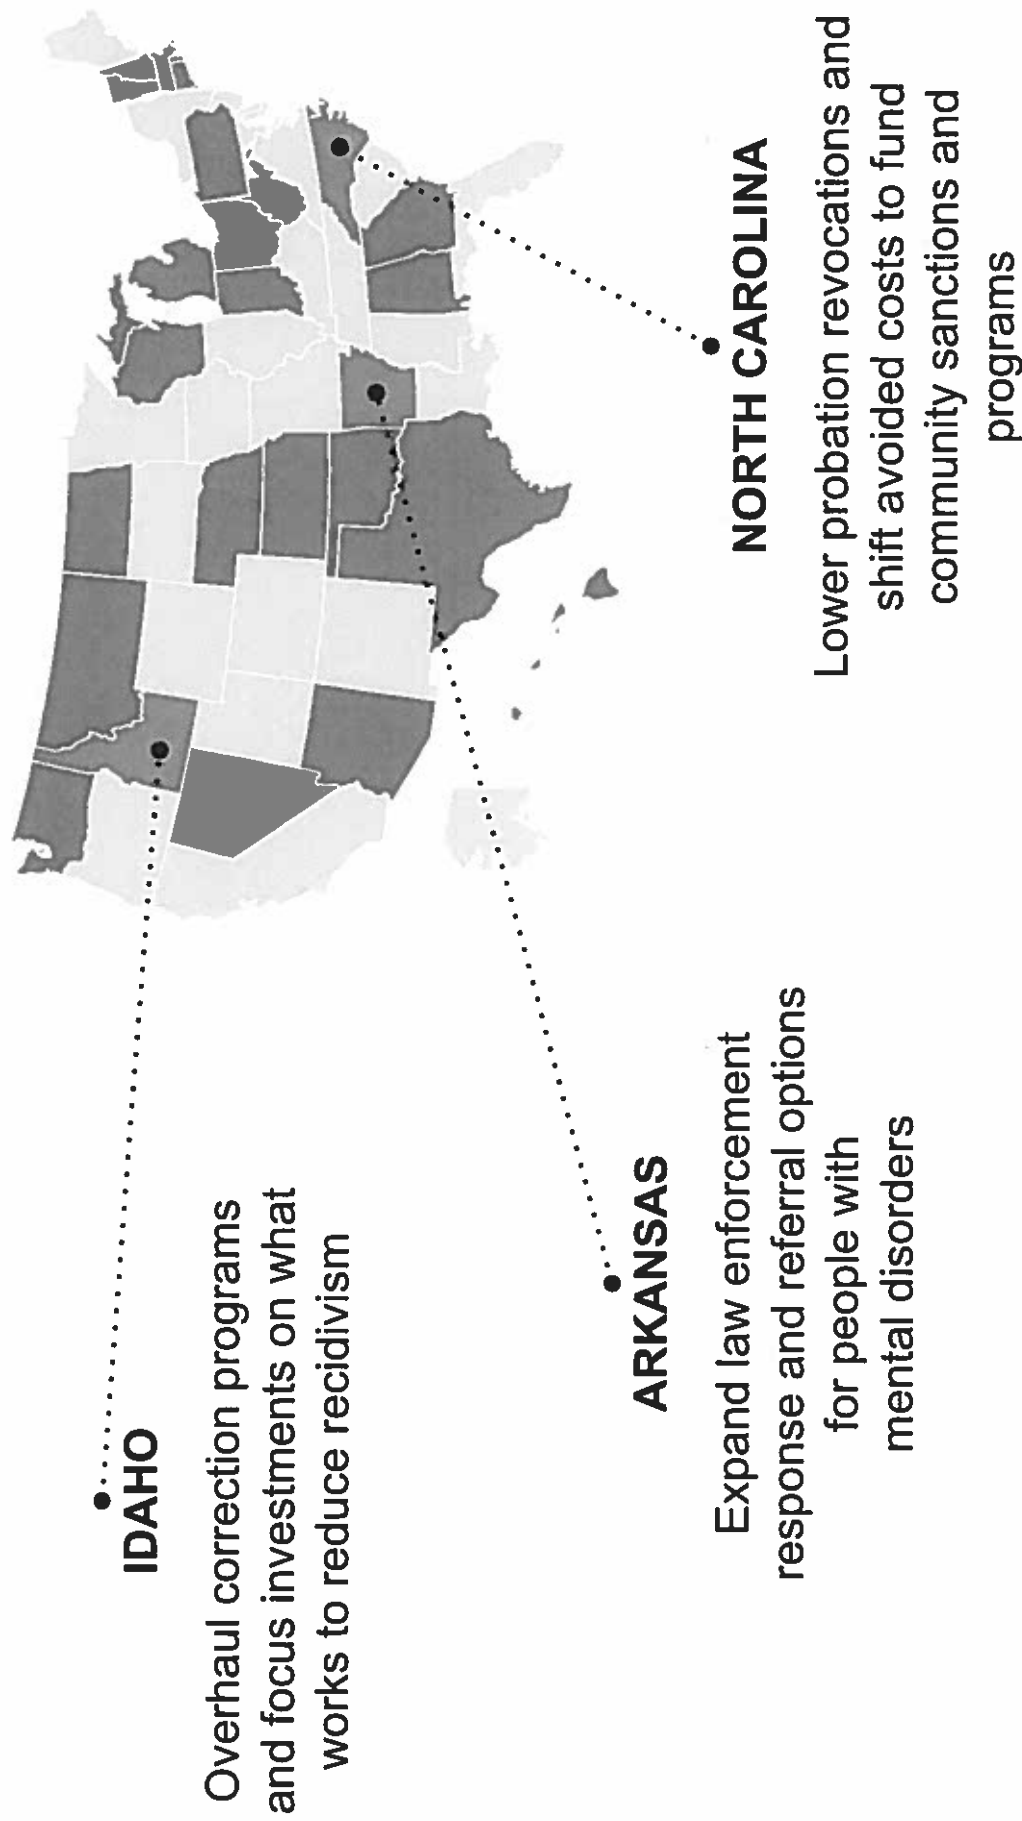 IDAHO
Overhaul correction programs
and focus investments on what
works to reduce recidivism
ARKANSAS
Expand law enforcement
response and referral options
for people with
mental disorders
NORTH CAROLINA
Lower probation revocations and
shift avoided costs to fund
community sanctions and
programs